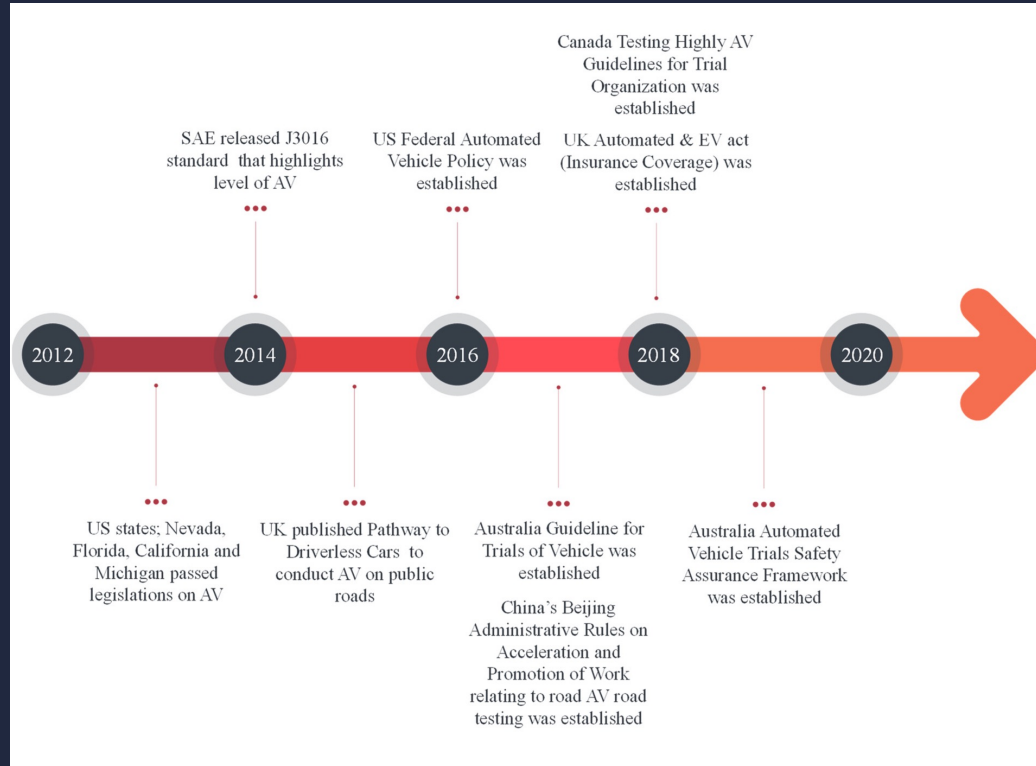 Canada Testing Highly AV
Guidelines for Trial
Organization was
established
SAE released J3016
standard that highlights
level of AV
US Federal Automated
Vehicle Policy was
established
UK Automated & EV act
(Insurance Coverage) was
established
2012
2014
2016
2018
2020
US states; Nevada,
Florida, California and
Michigan passed
legislations on AV
UK published Pathway to
Driverless Cars to
conduct AV on public
roads
Australia Guideline for
Trials of Vehicle was
established
China's Beijing
Administrative Rules on
Acceleration and
Promotion of Work
relating to road AV road
testing was established
Australia Automated
Vehicle Trials Safety
Assurance Framework
was established